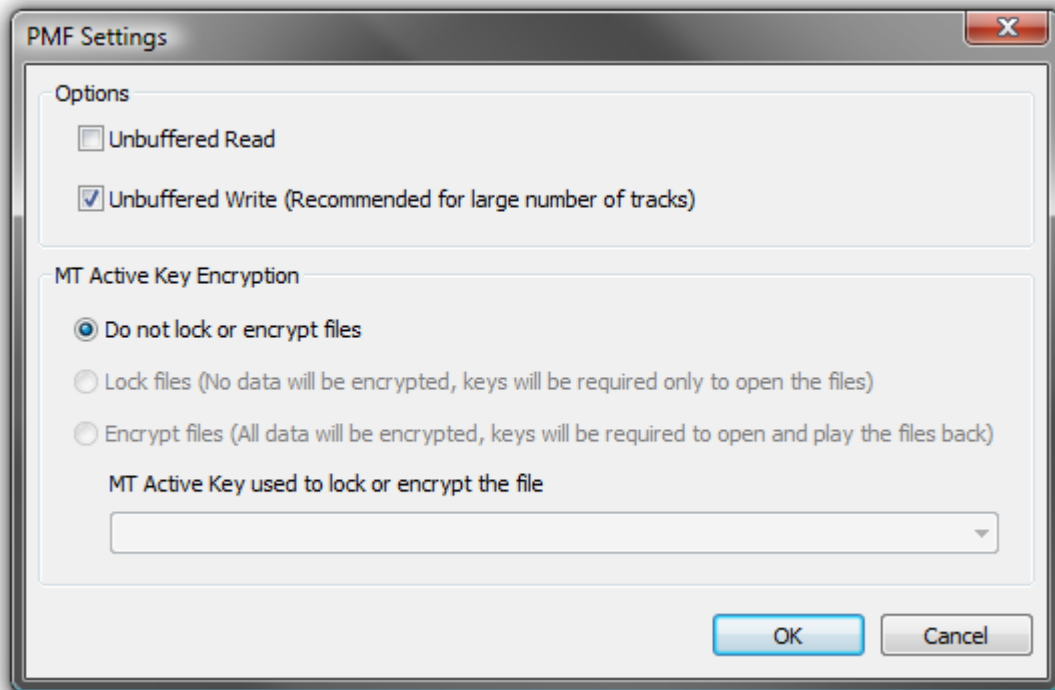 PMF Settings
Options
Unbuffered Read
Unbuffered Write (Recommended for large number of tracks)
MT Active Key Encryption
Do not lock or encrypt files
Lock files (No data will be encrypted, keys will be required only to open the files)
Encrypt files (All data will be encrypted, keys will be required to open and play the files back)
MT Active Key used to lock or encrypt the file
OK Cancel